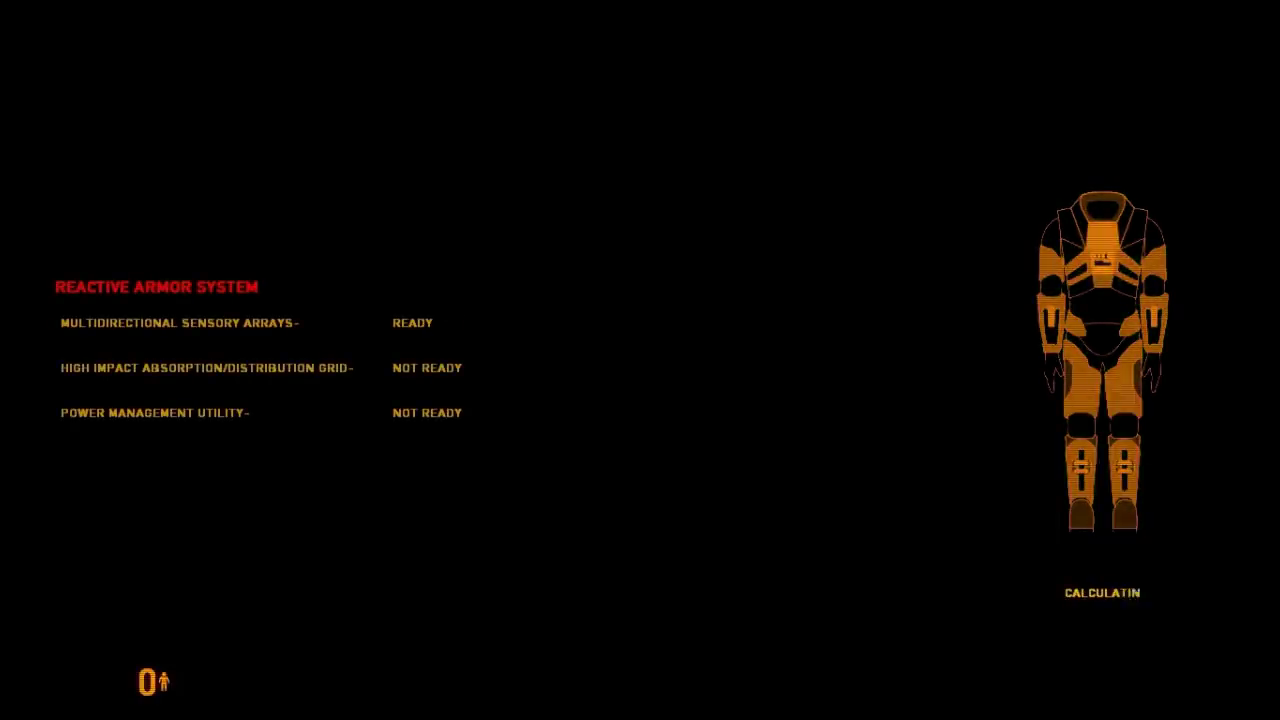 REACTIVE ARMOR SYSTEM
MULTIDIRECTIONAL SENSORY ARRAYS- READY
HIGH IMPACT ABSORPTION/DISTRIBUTION GRID- NOT READY
POWER MANAGEMENT UTILITY- NOT READY
CALCULATIN
0